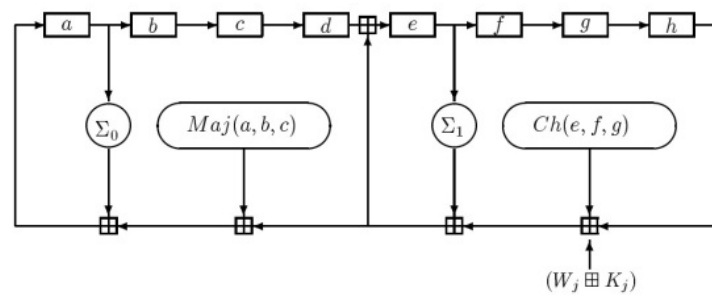 a b c d ⊞ e f g h
Σ₀ Maj(a, b, c) Σ₁ Ch(e, f, g)
⊞ ⊞ ⊞ ⊞
(Wⱼ ⊞ Kⱼ)